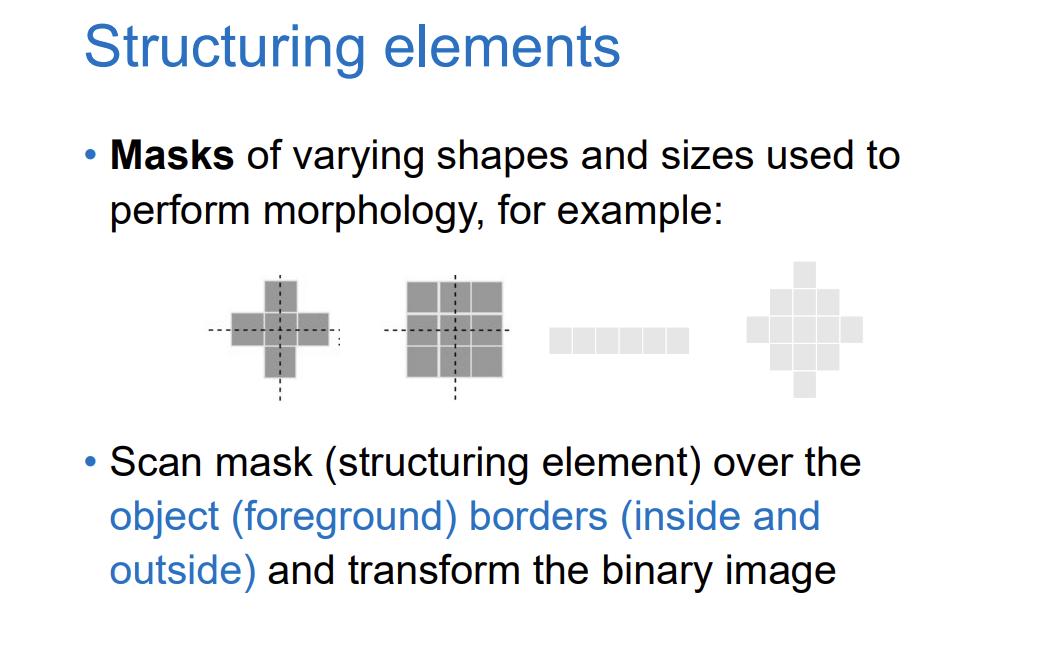 Structuring elements
• Masks of varying shapes and sizes used to
perform morphology, for example:
• Scan mask (structuring element) over the
object (foreground) borders (inside and
outside) and transform the binary image